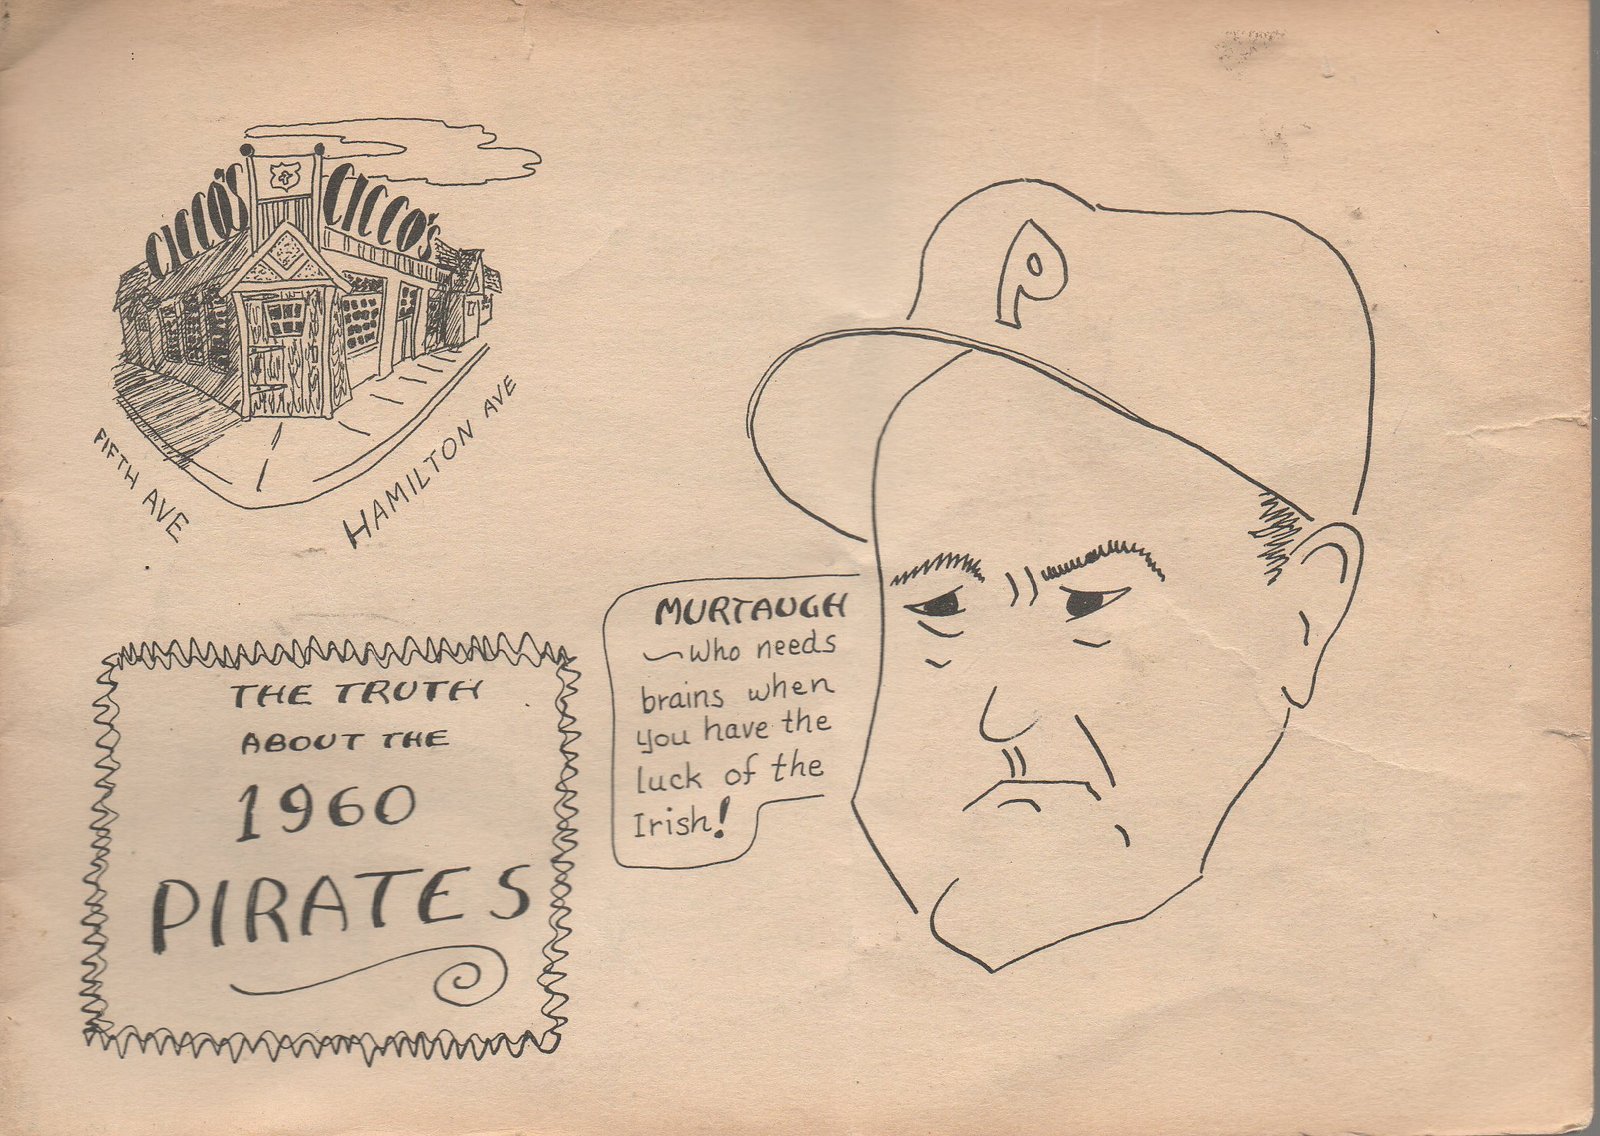 CICCO'S CICCO'S
FIFTH AVE
HAMILTON AVE
THE TRUTH
ABOUT THE
1960
PIRATES
P
MURTAUGH
—Who needs
brains when
you have the
luck of the
Irish!